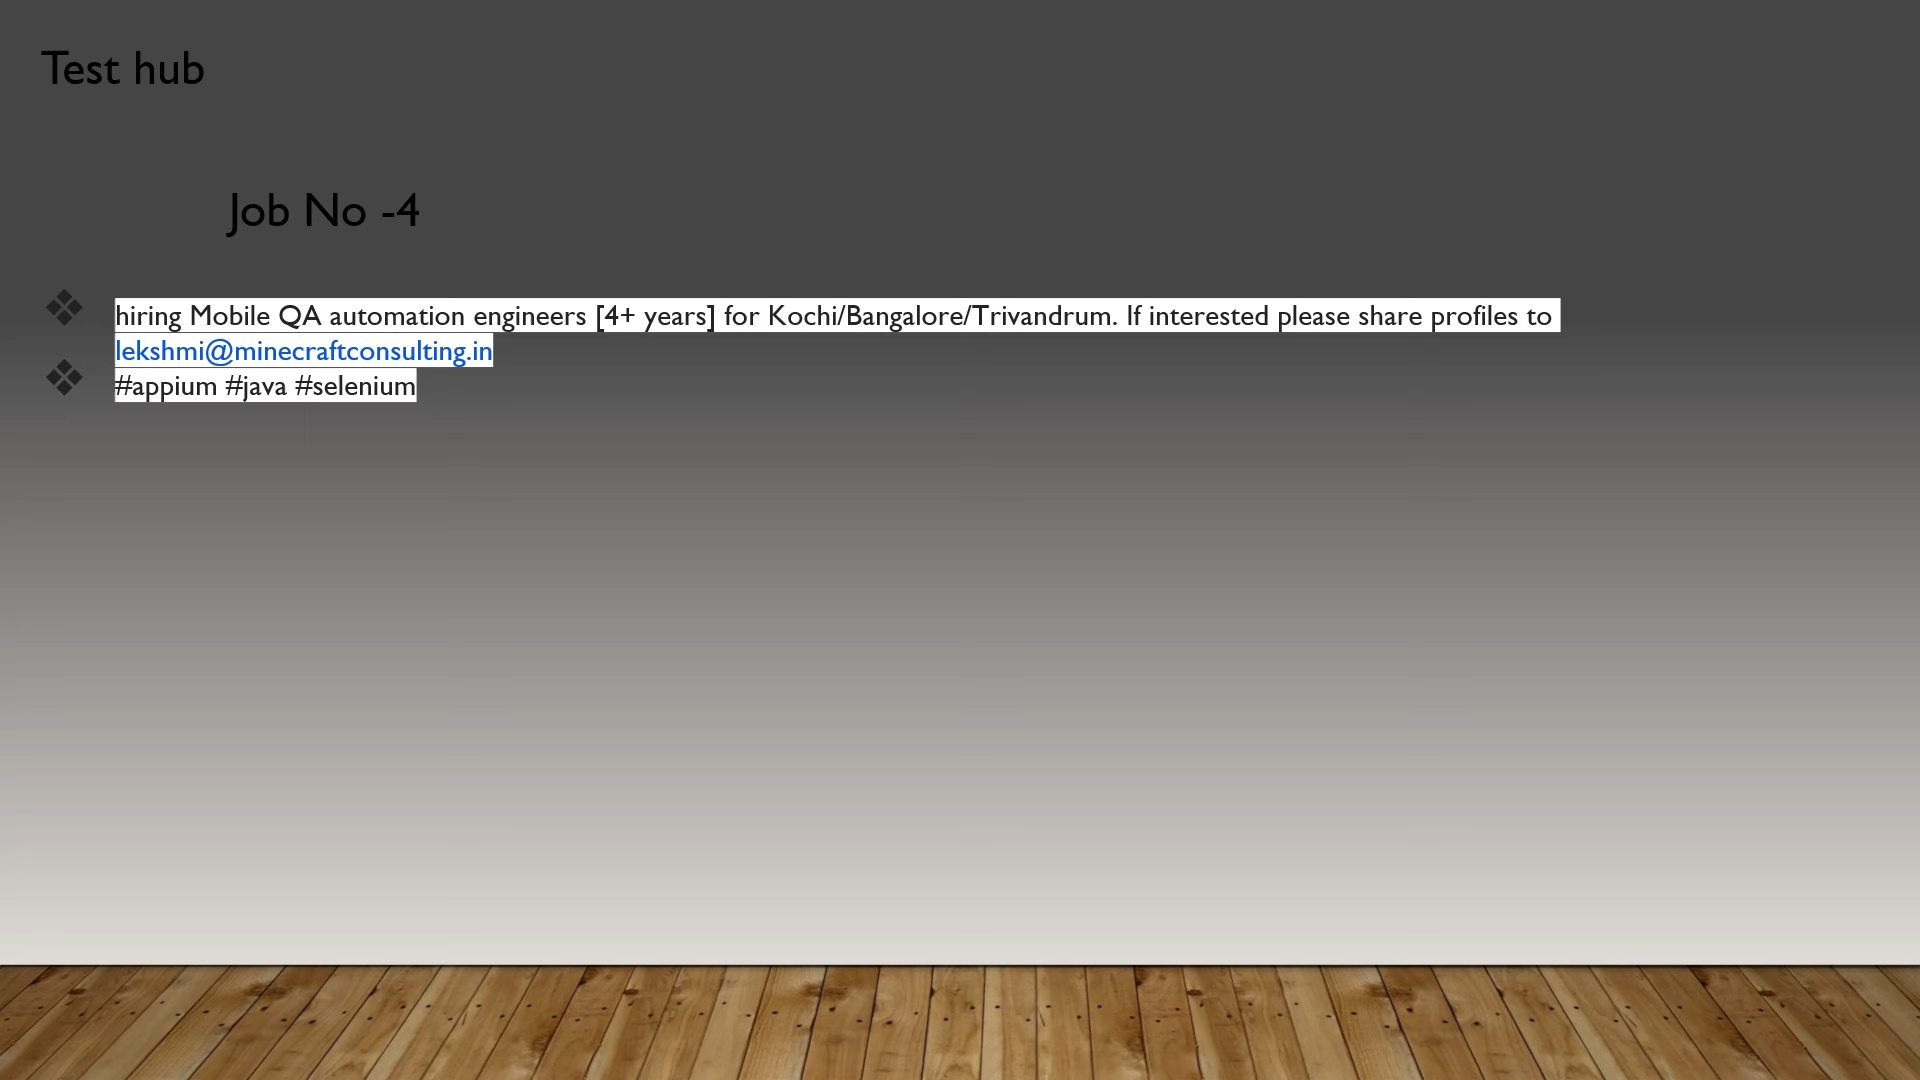 Test hub
Job No -4
hiring Mobile QA automation engineers [4+ years] for Kochi/Bangalore/Trivandrum. If interested please share profiles to
lekshmi@minecraftconsulting.in
#appium #java #selenium